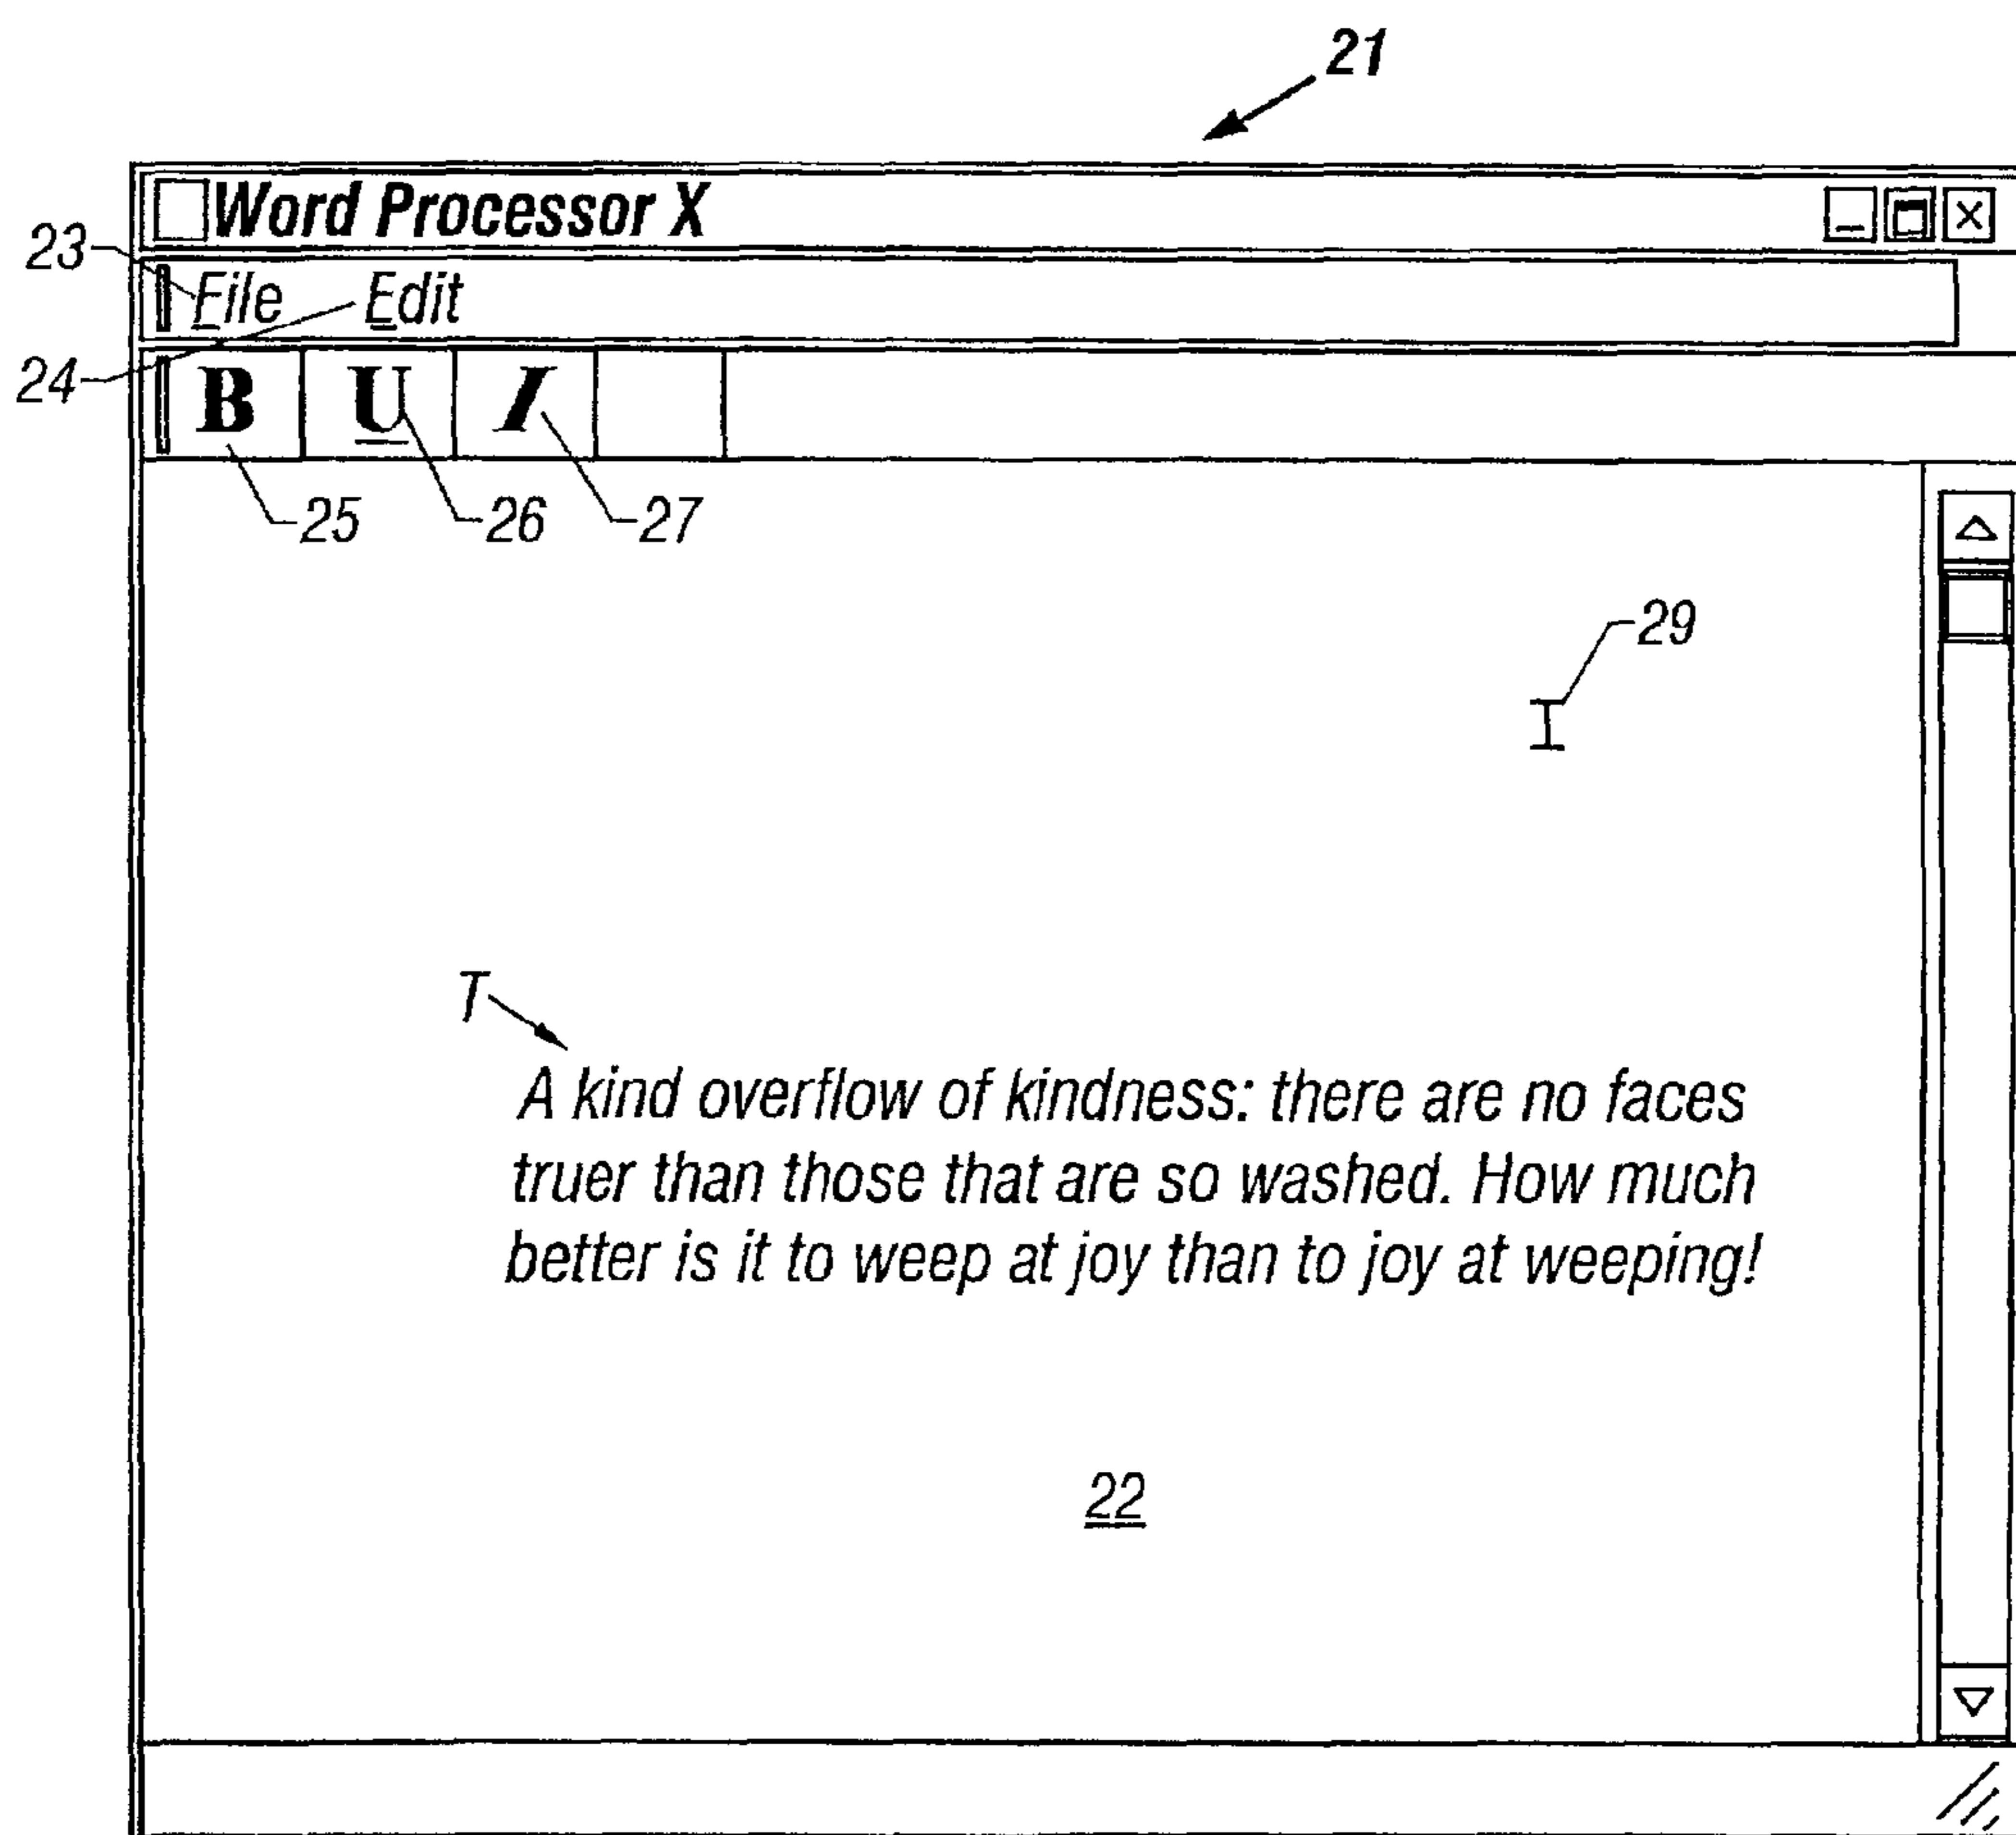 21
Word Processor X
23
File Edit
24
B U I
25 26 27
29
T
A kind overflow of kindness: there are no faces
truer than those that are so washed. How much
better is it to weep at joy than to joy at weeping!
22